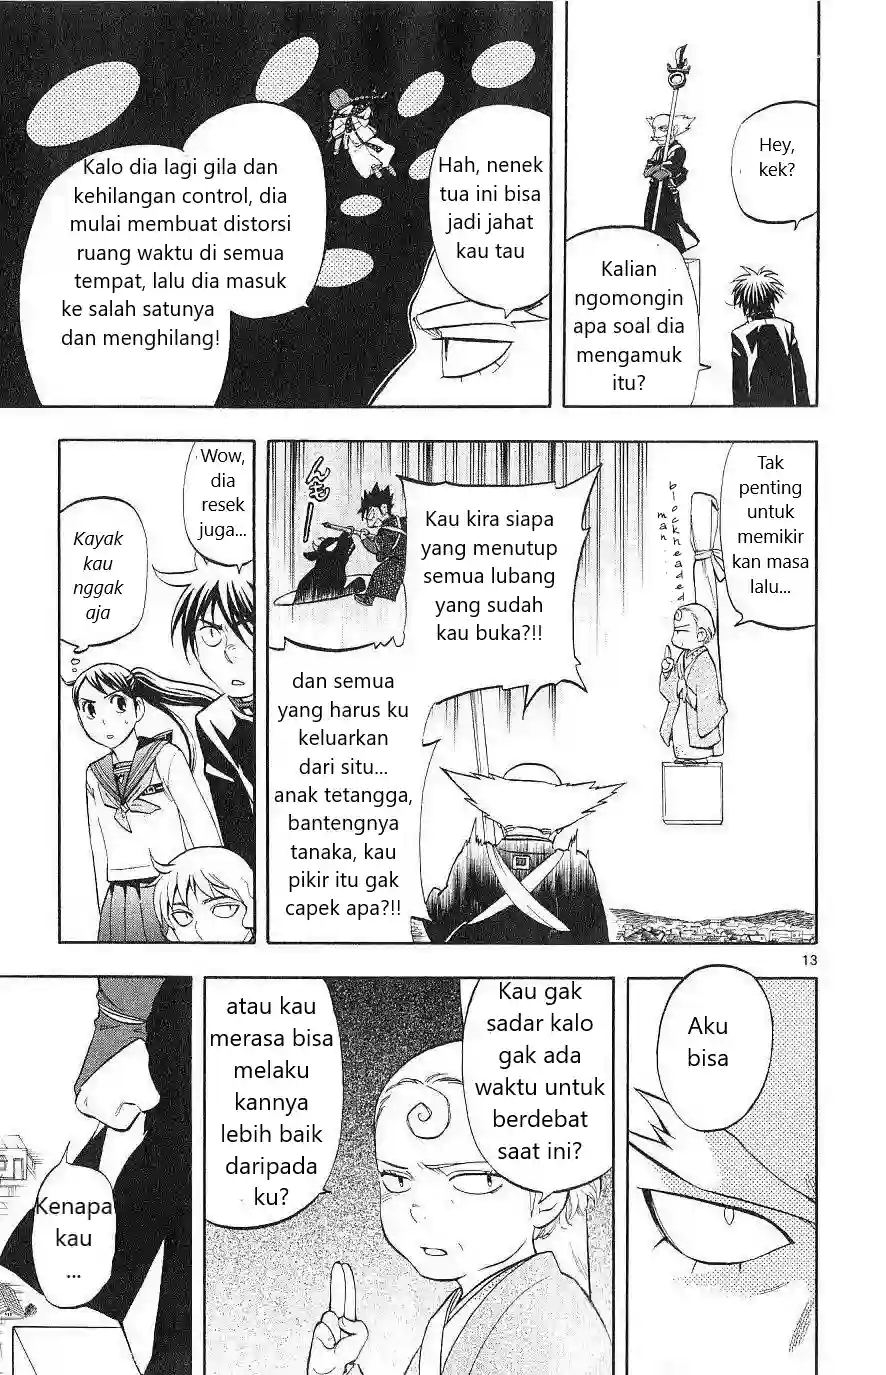 Hey,
kek?
Kalian
ngomongin
apa soal dia
mengamuk
itu?
Hah, nenek
tua ini bisa
jadi jahat
kau tau
Kalo dia lagi gila dan
kehilangan control, dia
mulai membuat distorsi
ruang waktu di semua
tempat, lalu dia masuk
ke salah satunya
dan menghilang!
Tak
penting
untuk
memikir
kan masa
lalu...
blockheaded
man...
Kau kira siapa
yang menutup
semua lubang
yang sudah
kau buka?!!
んもー
dan semua
yang harus ku
keluarkan
dari situ...
anak tetangga,
bantengnya
tanaka, kau
pikir itu gak
capek apa?!!
Wow,
dia
resek
juga...
Kayak
kau
nggak
aja
13
Aku
bisa
Kau gak
sadar kalo
gak ada
waktu untuk
berdebat
saat ini?
atau kau
merasa bisa
melaku
kannya
lebih baik
daripada
ku?
Kenapa
kau
...